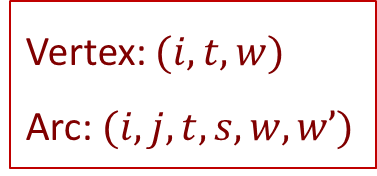 Vertex: (i, t, w)
Arc: (i, j, t, s, w, w’)